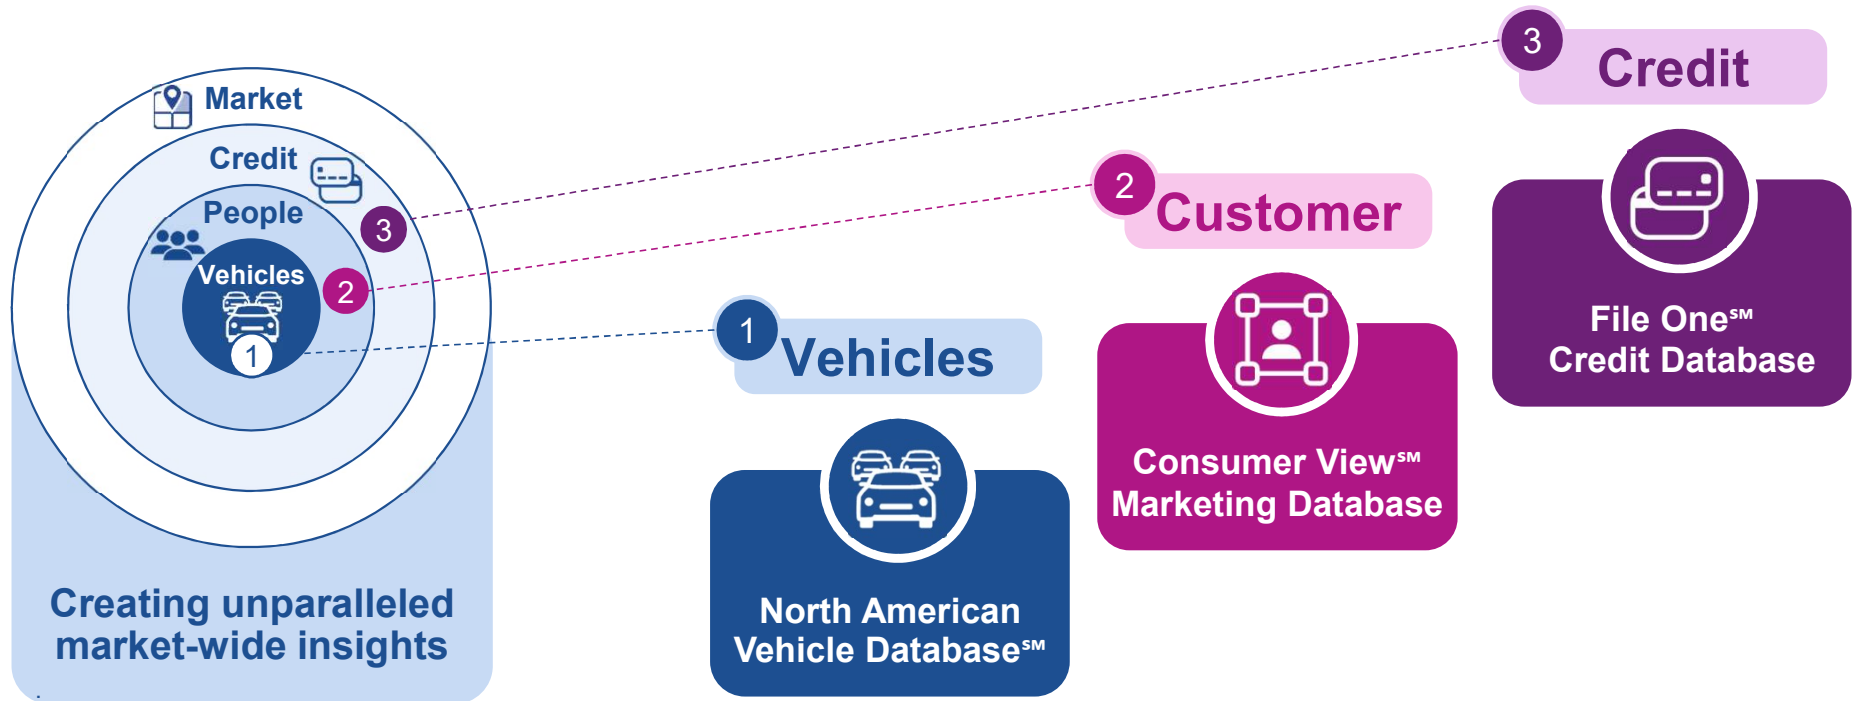 Market
Credit
People
Vehicles
3
2
1
Creating unparalleled
market-wide insights
1
Vehicles
North American
Vehicle Database℠
2
Customer
Consumer View℠
Marketing Database
3
Credit
File One℠
Credit Database